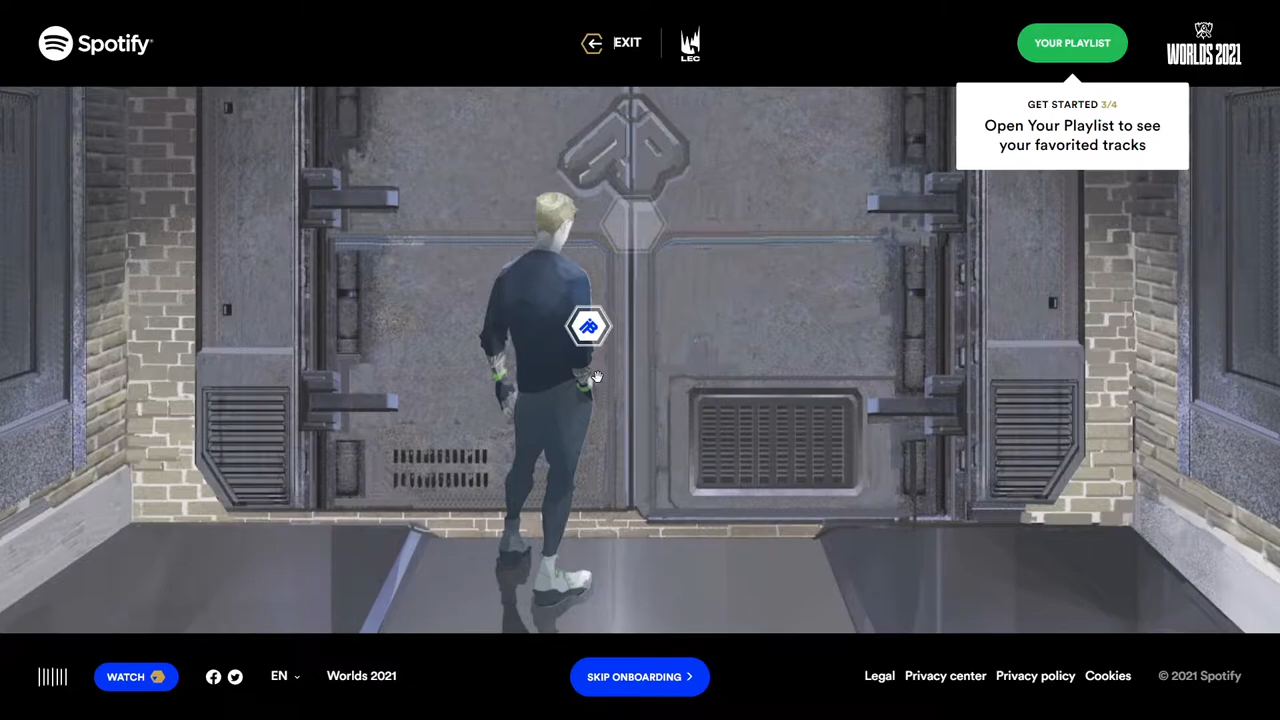 Spotify
EXIT
LEC
YOUR PLAYLIST
WORLDS 2021
GET STARTED 3/4
Open Your Playlist to see
your favorited tracks
WATCH
EN
Worlds 2021
SKIP ONBOARDING
Legal
Privacy center
Privacy policy
Cookies
© 2021 Spotify